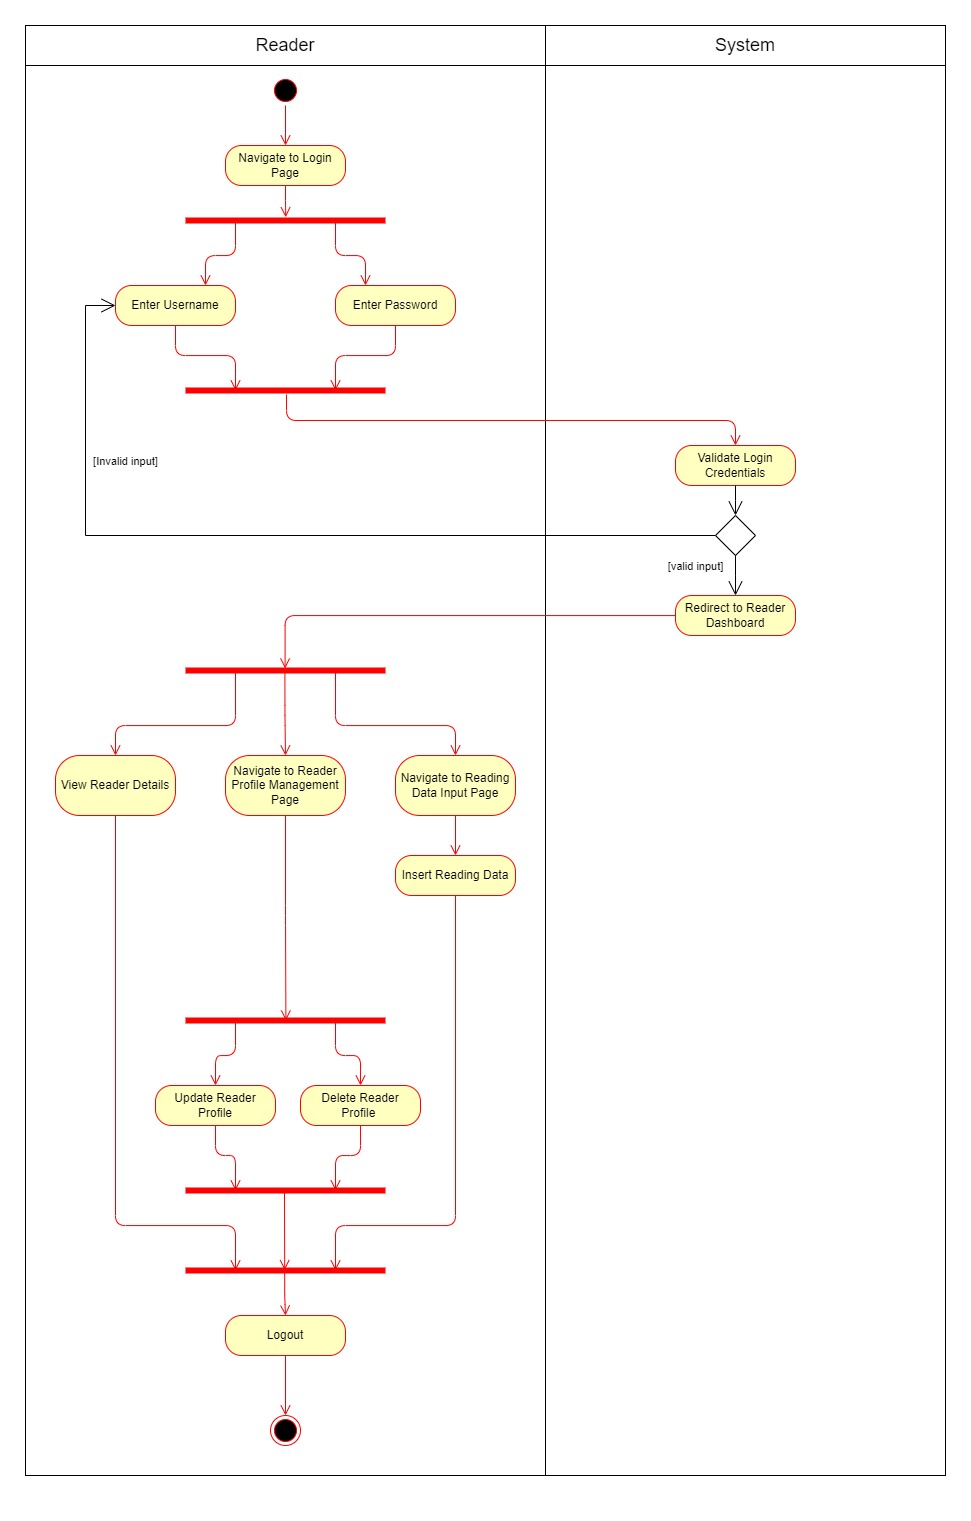 Reader
System
Navigate to Login
Page
Enter Username
Enter Password
Validate Login
Credentials
[Invalid input]
[valid input]
Redirect to Reader
Dashboard
View Reader Details
Navigate to Reader
Profile Management
Page
Navigate to Reading
Data Input Page
Insert Reading Data
Update Reader
Profile
Delete Reader
Profile
Logout